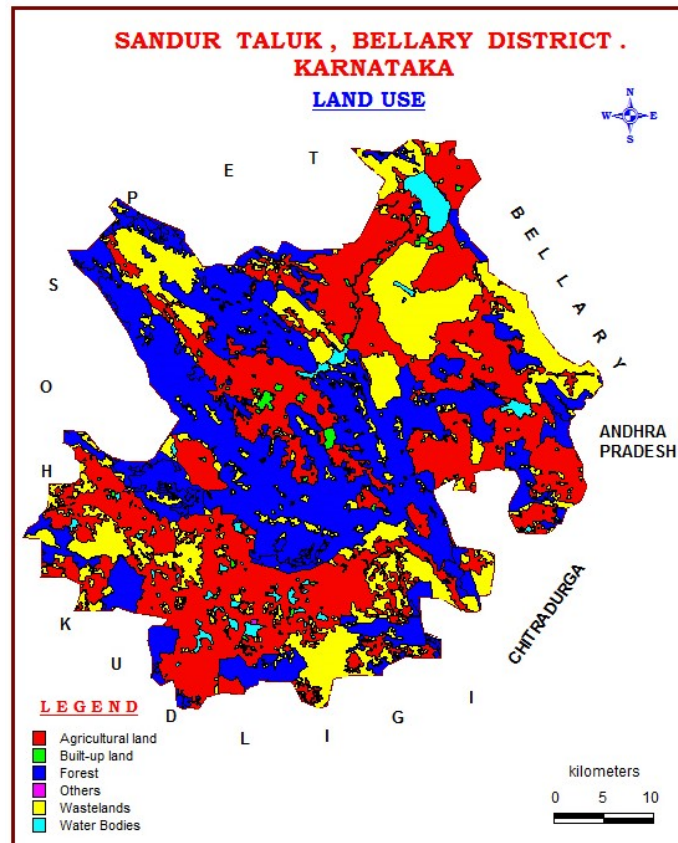 SANDUR TALUK, BELLARY DISTRICT.
KARNATAKA
LAND USE
N
W E
S
H O S P E T
BELLARY
ANDHRA
PRADESH
CHITRADURGA
K U D L I G I
LEGEND
Agricultural land
Built-up land
Forest
Others
Wastelands
Water Bodies
kilometers
0 5 10